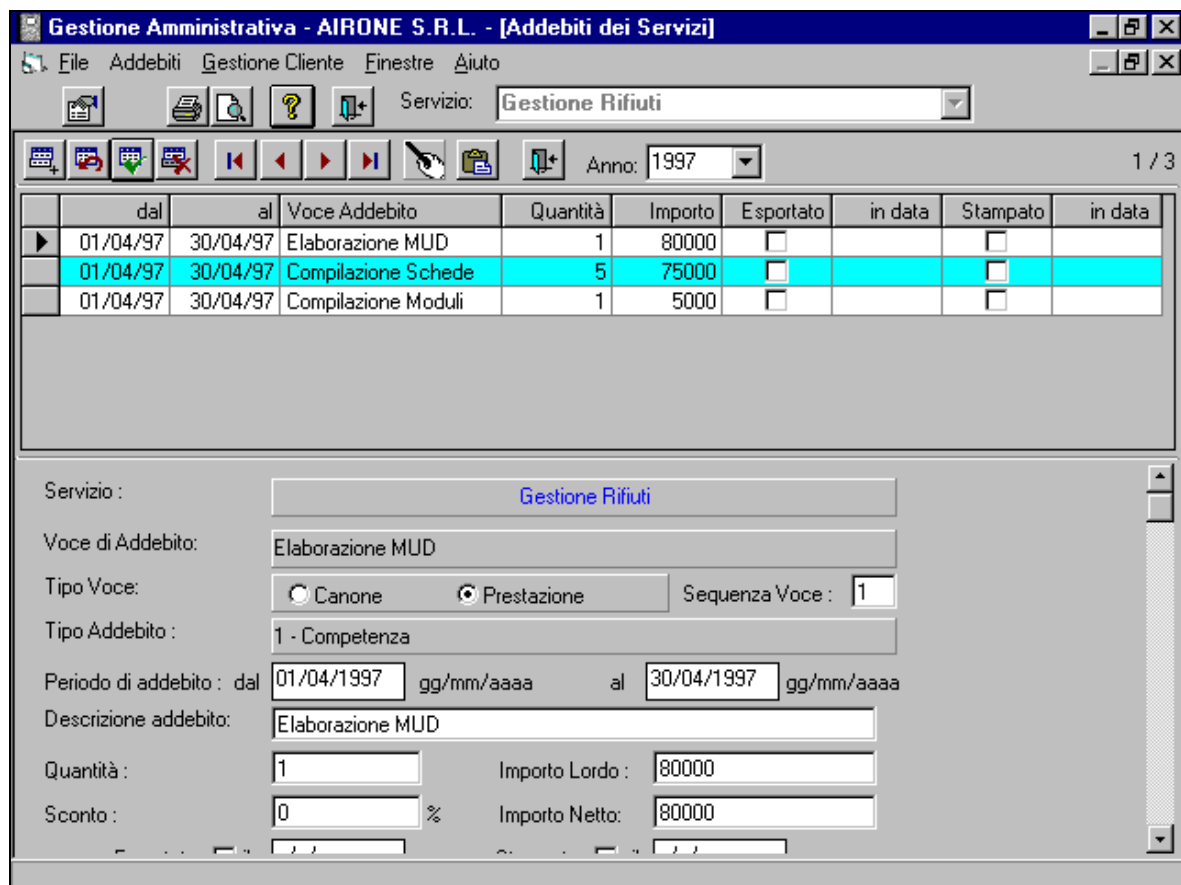 Gestione Amministrativa - AIRONE S.R.L. - [Addebiti dei Servizi]
File Addebiti Gestione Cliente Finestre Aiuto
Servizio: Gestione Rifiuti
Anno: 1997 1 / 3
dal al Voce Addebito Quantità Importo Esportato in data Stampato in data
01/04/97 30/04/97 Elaborazione MUD 1 80000
01/04/97 30/04/97 Compilazione Schede 5 75000
01/04/97 30/04/97 Compilazione Moduli 1 5000
Servizio : Gestione Rifiuti
Voce di Addebito: Elaborazione MUD
Tipo Voce: Canone Prestazione Sequenza Voce : 1
Tipo Addebito : 1 - Competenza
Periodo di addebito : dal 01/04/1997 gg/mm/aaaa al 30/04/1997 gg/mm/aaaa
Descrizione addebito: Elaborazione MUD
Quantità : 1 Importo Lordo : 80000
Sconto : 0 % Importo Netto: 80000